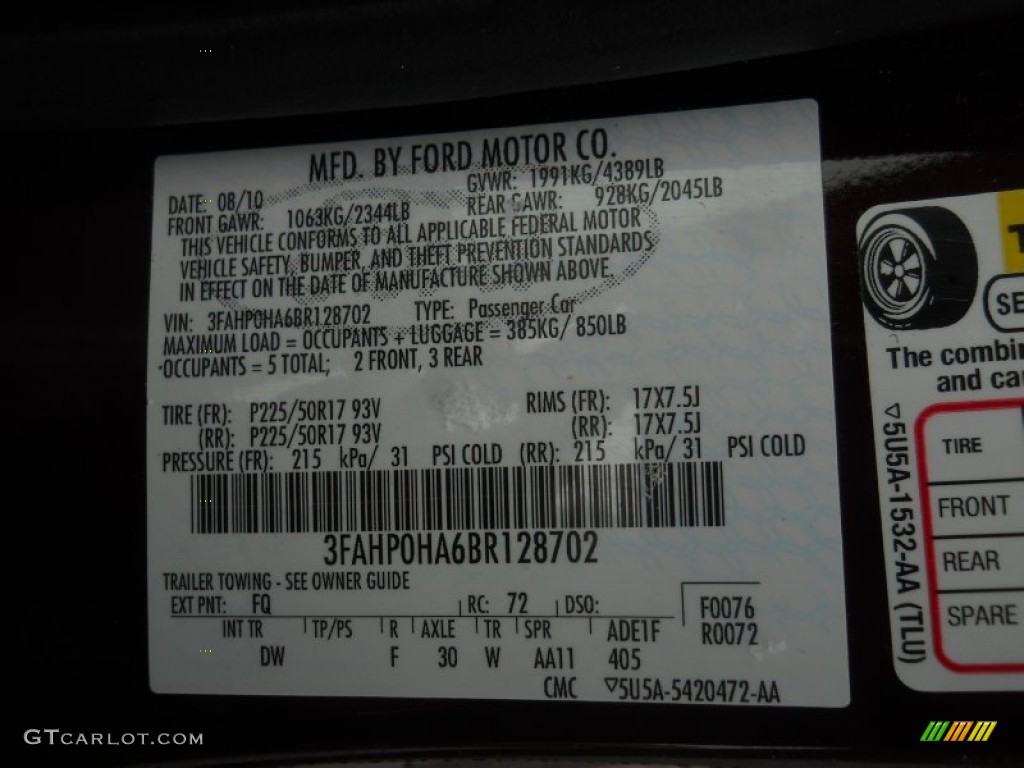 MFD. BY FORD MOTOR CO.
DATE: 08/10
GVWR: 1991KG/4389LB
FRONT GAWR: 1063KG/2344LB
REAR GAWR: 928KG/2045LB
THIS VEHICLE CONFORMS TO ALL APPLICABLE FEDERAL MOTOR
VEHICLE SAFETY, BUMPER, AND THEFT PREVENTION STANDARDS
IN EFFECT ON THE DATE OF MANUFACTURE SHOWN ABOVE.
VIN: 3FAHP0HA6BR128702 TYPE: Passenger Car
MAXIMUM LOAD = OCCUPANTS + LUGGAGE = 385KG/ 850LB
OCCUPANTS = 5 TOTAL; 2 FRONT, 3 REAR
TIRE (FR): P225/50R17 93V RIMS (FR): 17X7.5J
(RR): P225/50R17 93V (RR): 17X7.5J
PRESSURE (FR): 215 kPa/ 31 PSI COLD (RR): 215 kPa/ 31 PSI COLD
3FAHP0HA6BR128702
TRAILER TOWING - SEE OWNER GUIDE
EXT PNT: FQ RC: 72 DSO: F0076
INT TR TP/PS R AXLE TR SPR ADE1F R0072
DW F 30 W AA11 405
CMC ▽5U5A-5420472-AA
The combin
and ca
▽5U5A-1532-AA (TLU)
TIRE
FRONT
REAR
SPARE
GTCARLOT.COM